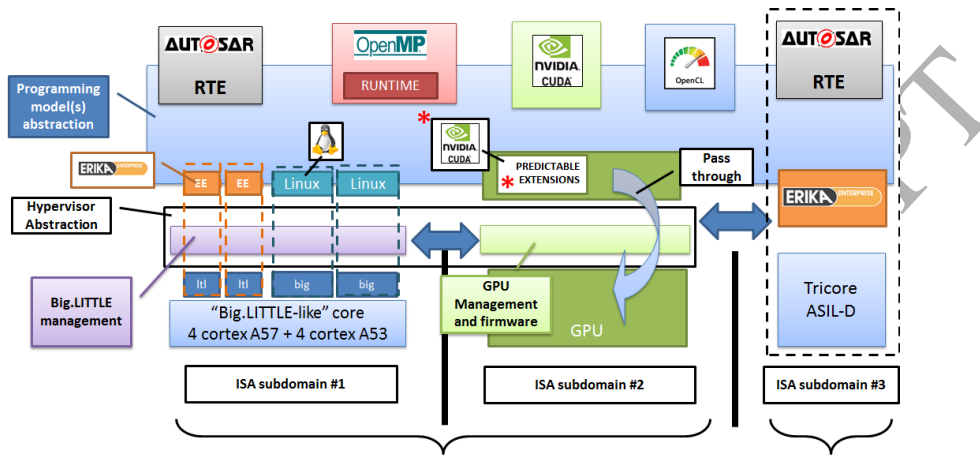 AUTOSAR
RTE
OpenMP
RUNTIME
NVIDIA
CUDA
OpenCL
AUTOSAR
RTE
Programming
model(s)
abstraction
*
NVIDIA
CUDA
PREDICTABLE
* EXTENSIONS
Pass
through
ERIKA ENTERPRISE
EE
EE
Linux
Linux
ERIKA ENTERPRISE
Hypervisor
Abstraction
Big.LITTLE
management
ltl
ltl
big
big
GPU
Management
and firmware
GPU
Tricore
ASIL-D
“Big.LITTLE-like” core
4 cortex A57 + 4 cortex A53
ISA subdomain #1
ISA subdomain #2
ISA subdomain #3
PT